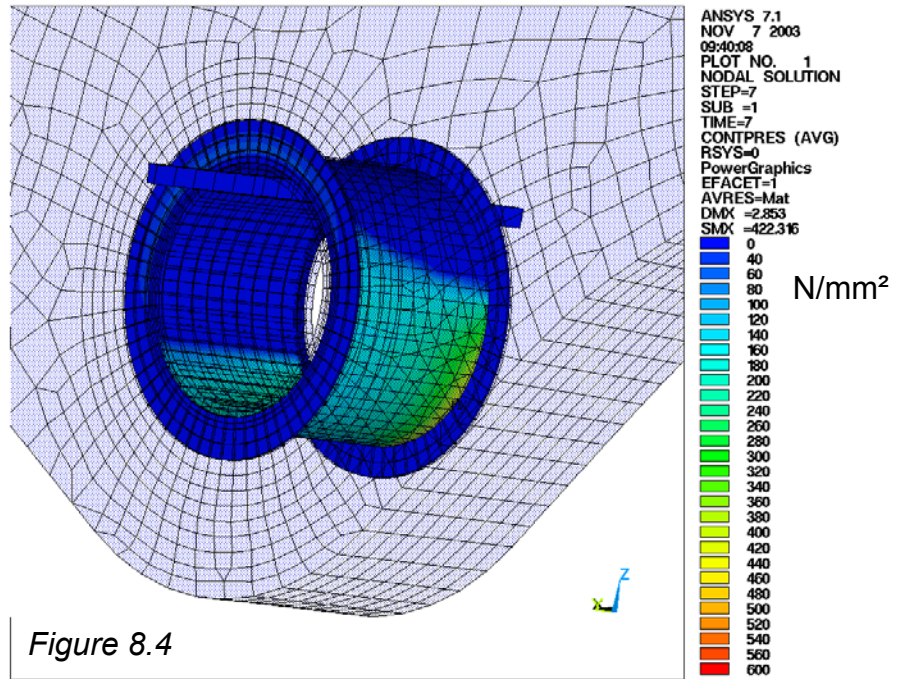 ANSYS 7.1
NOV 7 2003
09:40:08
PLOT NO. 1
NODAL SOLUTION
STEP=7
SUB =1
TIME=7
CONTPRES (AVG)
RSYS=0
PowerGraphics
EFACET=1
AVRES=Mat
DMX =2.853
SMX =422.316
0
40
60
80
N/mm²
100
120
140
160
180
200
220
240
260
280
300
320
340
360
380
400
420
440
460
480
500
520
540
560
600
Z
X
Figure 8.4